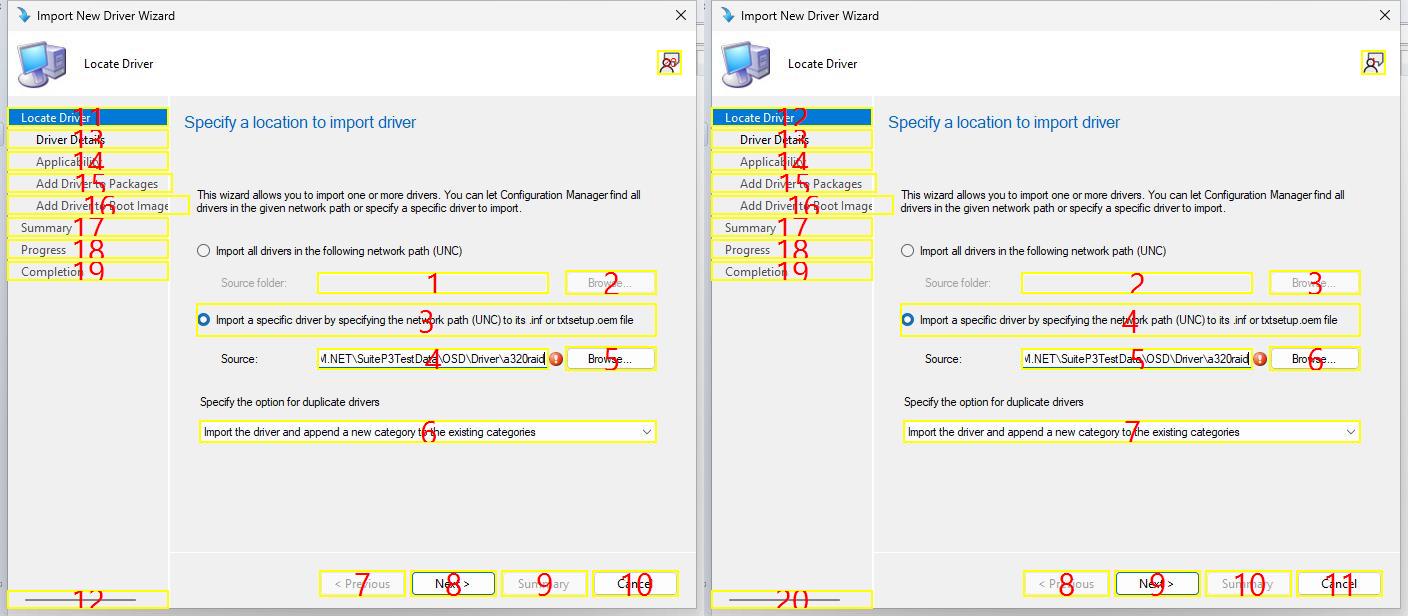 Import New Driver Wizard
Locate Driver
20
11
Locate Driver
13
Driver Details
14
Applicability
15
Add Driver to Packages
16
Add Driver to Boot Image
17
Summary
18
Progress
19
Completion
12
Specify a location to import driver
This wizard allows you to import one or more drivers. You can let Configuration Manager find all
drivers in the given network path or specify a specific driver to import.
Import all drivers in the following network path (UNC)
Source folder: 1 Browse... 2
Import a specific driver by specifying the network path (UNC) to its .inf or txtsetup.oem file 3
Source: M.NET\SuiteP3TestData\OSD\Driver\a320raid 4 Browse... 5
Specify the option for duplicate drivers
Import the driver and append a new category to the existing categories 6
< Previous 7 Next > 8 Summary 9 Cancel 10
Import New Driver Wizard
Locate Driver
1
12
Locate Driver
13
Driver Details
14
Applicability
15
Add Driver to Packages
16
Add Driver to Boot Image
17
Summary
18
Progress
19
Completion
20
Specify a location to import driver
This wizard allows you to import one or more drivers. You can let Configuration Manager find all
drivers in the given network path or specify a specific driver to import.
Import all drivers in the following network path (UNC)
Source folder: 2 Browse... 3
Import a specific driver by specifying the network path (UNC) to its .inf or txtsetup.oem file 4
Source: M.NET\SuiteP3TestData\OSD\Driver\a320raid 5 Browse... 6
Specify the option for duplicate drivers
Import the driver and append a new category to the existing categories 7
< Previous 8 Next > 9 Summary 10 Cancel 11